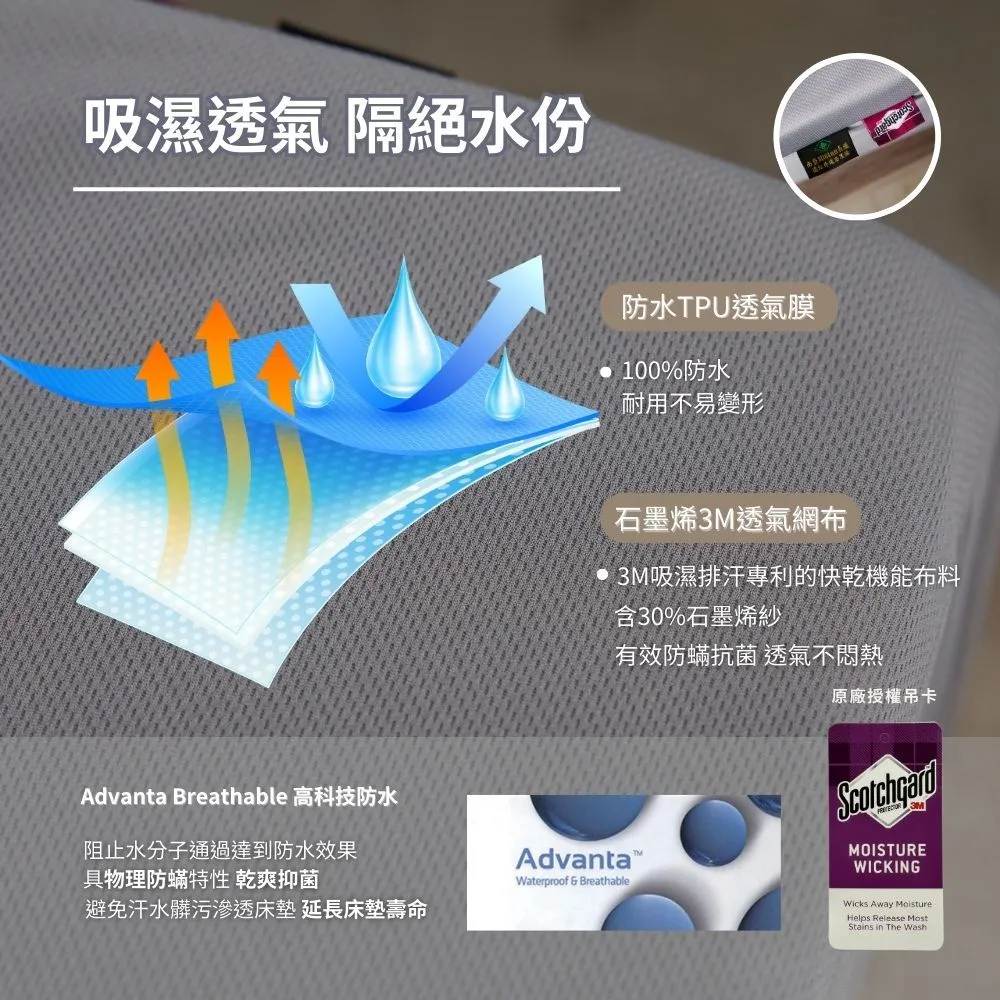 吸濕透氣 隔絕水份
Scotchgard
防水TPU透氣膜
100%防水
耐用不易變形
石墨烯3M透氣網布
3M吸濕排汗專利的快乾機能布料
含30%石墨烯紗
有效防蟎抗菌 透氣不悶熱
原廠授權吊卡
Scotchgard
PROTECTOR 3M
MOISTURE
WICKING
Wicks Away Moisture
Helps Release Most
Stains in The Wash
Advanta Breathable 高科技防水
阻止水分子通過達到防水效果
具物理防蟎特性 乾爽抑菌
避免汗水髒污滲透床墊 延長床墊壽命
Advanta™
Waterproof & Breathable